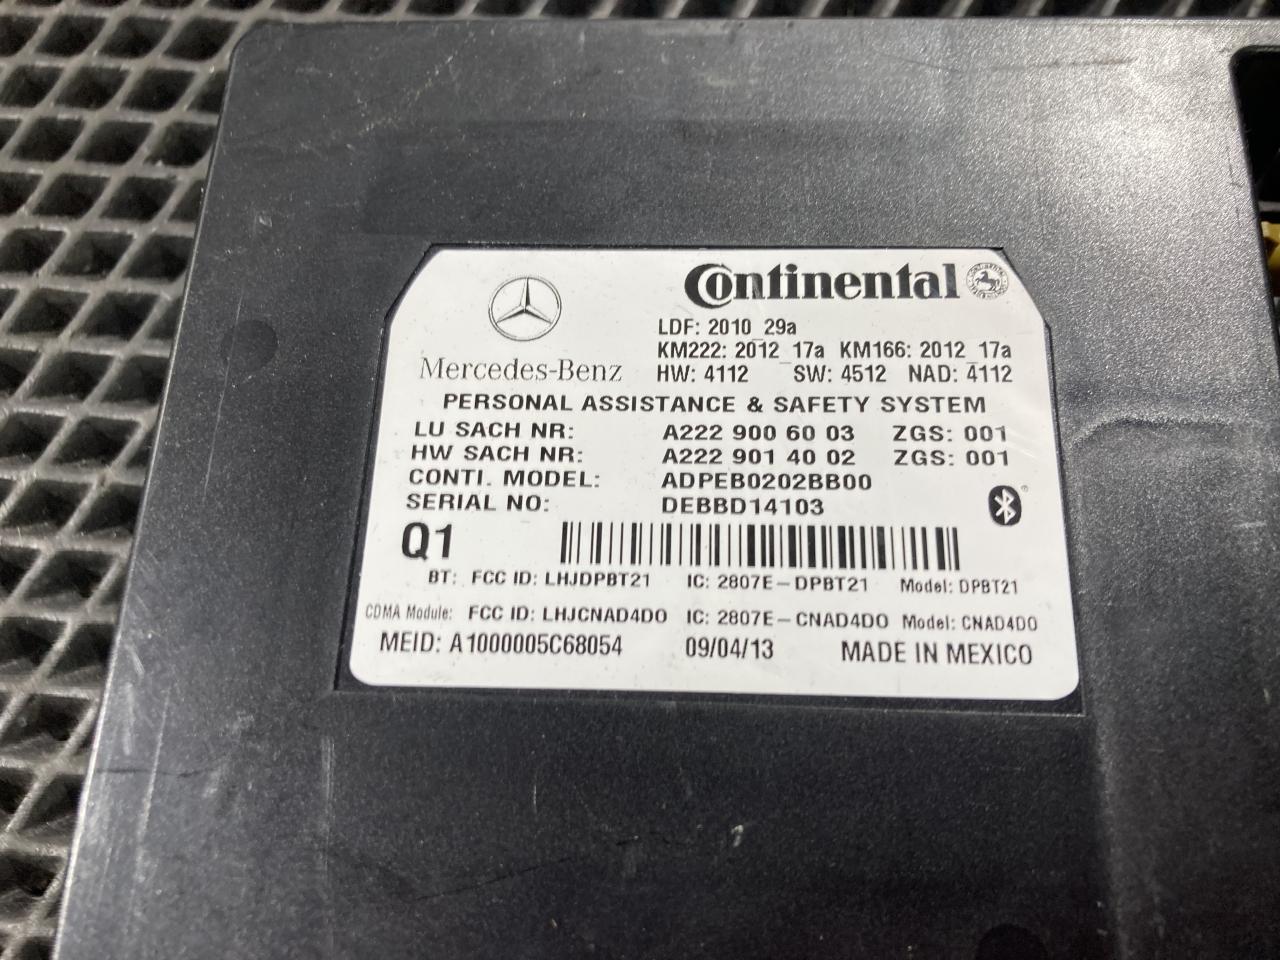 Continental
LDF: 2010_29a
KM222: 2012_17a KM166: 2012_17a
Mercedes-Benz
HW: 4112 SW: 4512 NAD: 4112
PERSONAL ASSISTANCE & SAFETY SYSTEM
LU SACH NR: A222 900 60 03 ZGS: 001
HW SACH NR: A222 901 40 02 ZGS: 001
CONTI. MODEL: ADPEB0202BB00
SERIAL NO: DEBBD14103
Q1
BT: FCC ID: LHJDPBT21 IC: 2807E-DPBT21 Model: DPBT21
CDMA Module: FCC ID: LHJCNAD4DO IC: 2807E-CNAD4DO Model: CNAD4DO
MEID: A1000005C68054 09/04/13 MADE IN MEXICO